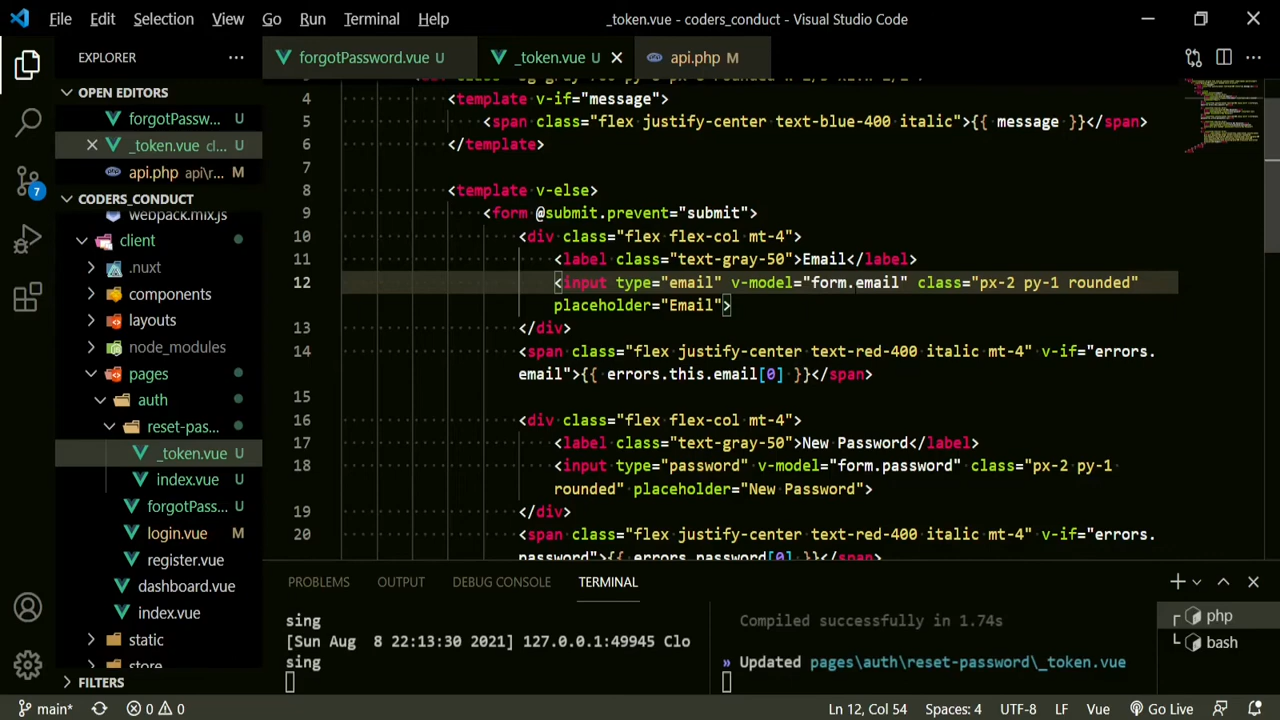 File Edit Selection View Go Run Terminal Help
_token.vue - coders_conduct - Visual Studio Code
EXPLORER
forgotPassword.vue U
_token.vue U
api.php M
OPEN EDITORS
forgotPassw... U
_token.vue cl... U
api.php api\r... M
CODERS_CONDUCT
webpack.mix.js
client
.nuxt
components
layouts
node_modules
pages
auth
reset-pas...
_token.vue U
index.vue U
forgotPass... U
login.vue M
register.vue U
dashboard.vue
index.vue
static
store
FILTERS
7
4 <template v-if="message">
5 <span class="flex justify-center text-blue-400 italic">{{ message }}</span>
6 </template>
7
8 <template v-else>
9 <form @submit.prevent="submit">
10 <div class="flex flex-col mt-4">
11 <label class="text-gray-50">Email</label>
12 <input type="email" v-model="form.email" class="px-2 py-1 rounded"
placeholder="Email">
13 </div>
14 <span class="flex justify-center text-red-400 italic mt-4" v-if="errors.
email">{{ errors.this.email[0] }}</span>
15
16 <div class="flex flex-col mt-4">
17 <label class="text-gray-50">New Password</label>
18 <input type="password" v-model="form.password" class="px-2 py-1
rounded" placeholder="New Password">
19 </div>
20 <span class="flex justify-center text-red-400 italic mt-4" v-if="errors.
password">{{ errors.password[0] }}</span>
PROBLEMS OUTPUT DEBUG CONSOLE TERMINAL
sing
[Sun Aug 8 22:13:30 2021] 127.0.0.1:49945 Clo
sing
Compiled successfully in 1.74s
» Updated pages\auth\reset-password\_token.vue
php
bash
main* 0 0
Ln 12, Col 54 Spaces: 4 UTF-8 LF Vue Go Live